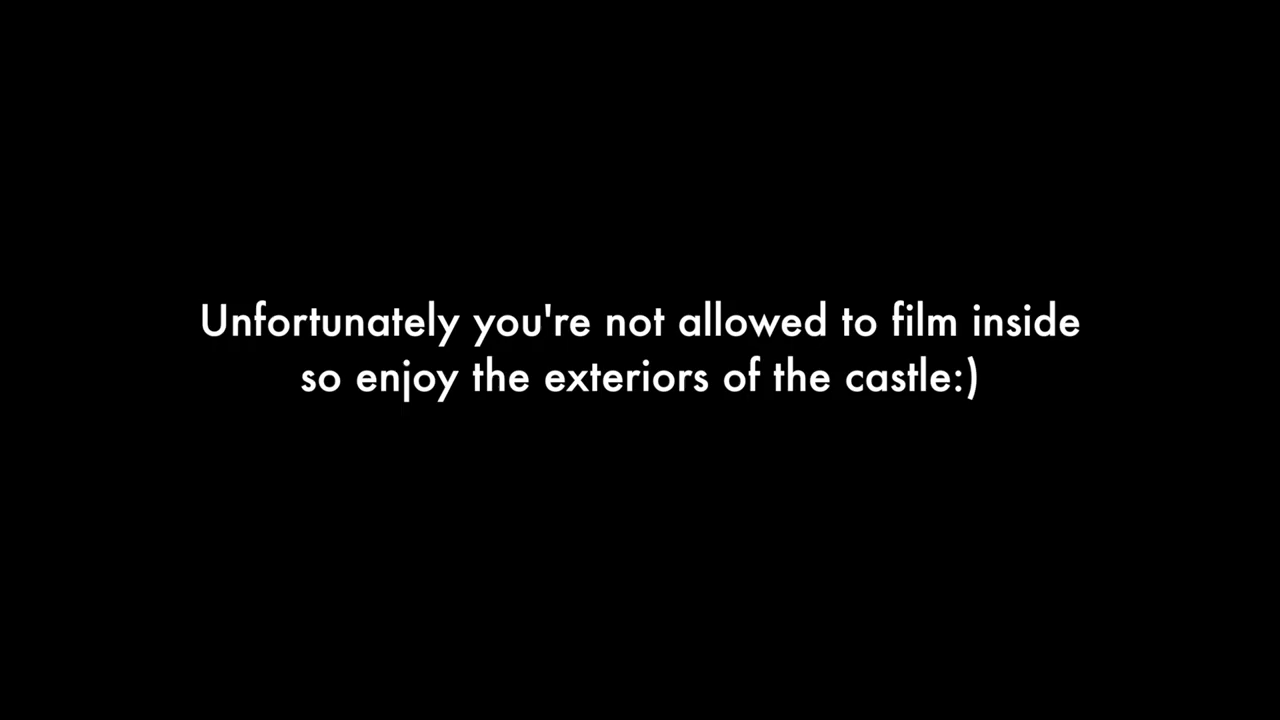 Unfortunately you're not allowed to film inside
so enjoy the exteriors of the castle:)